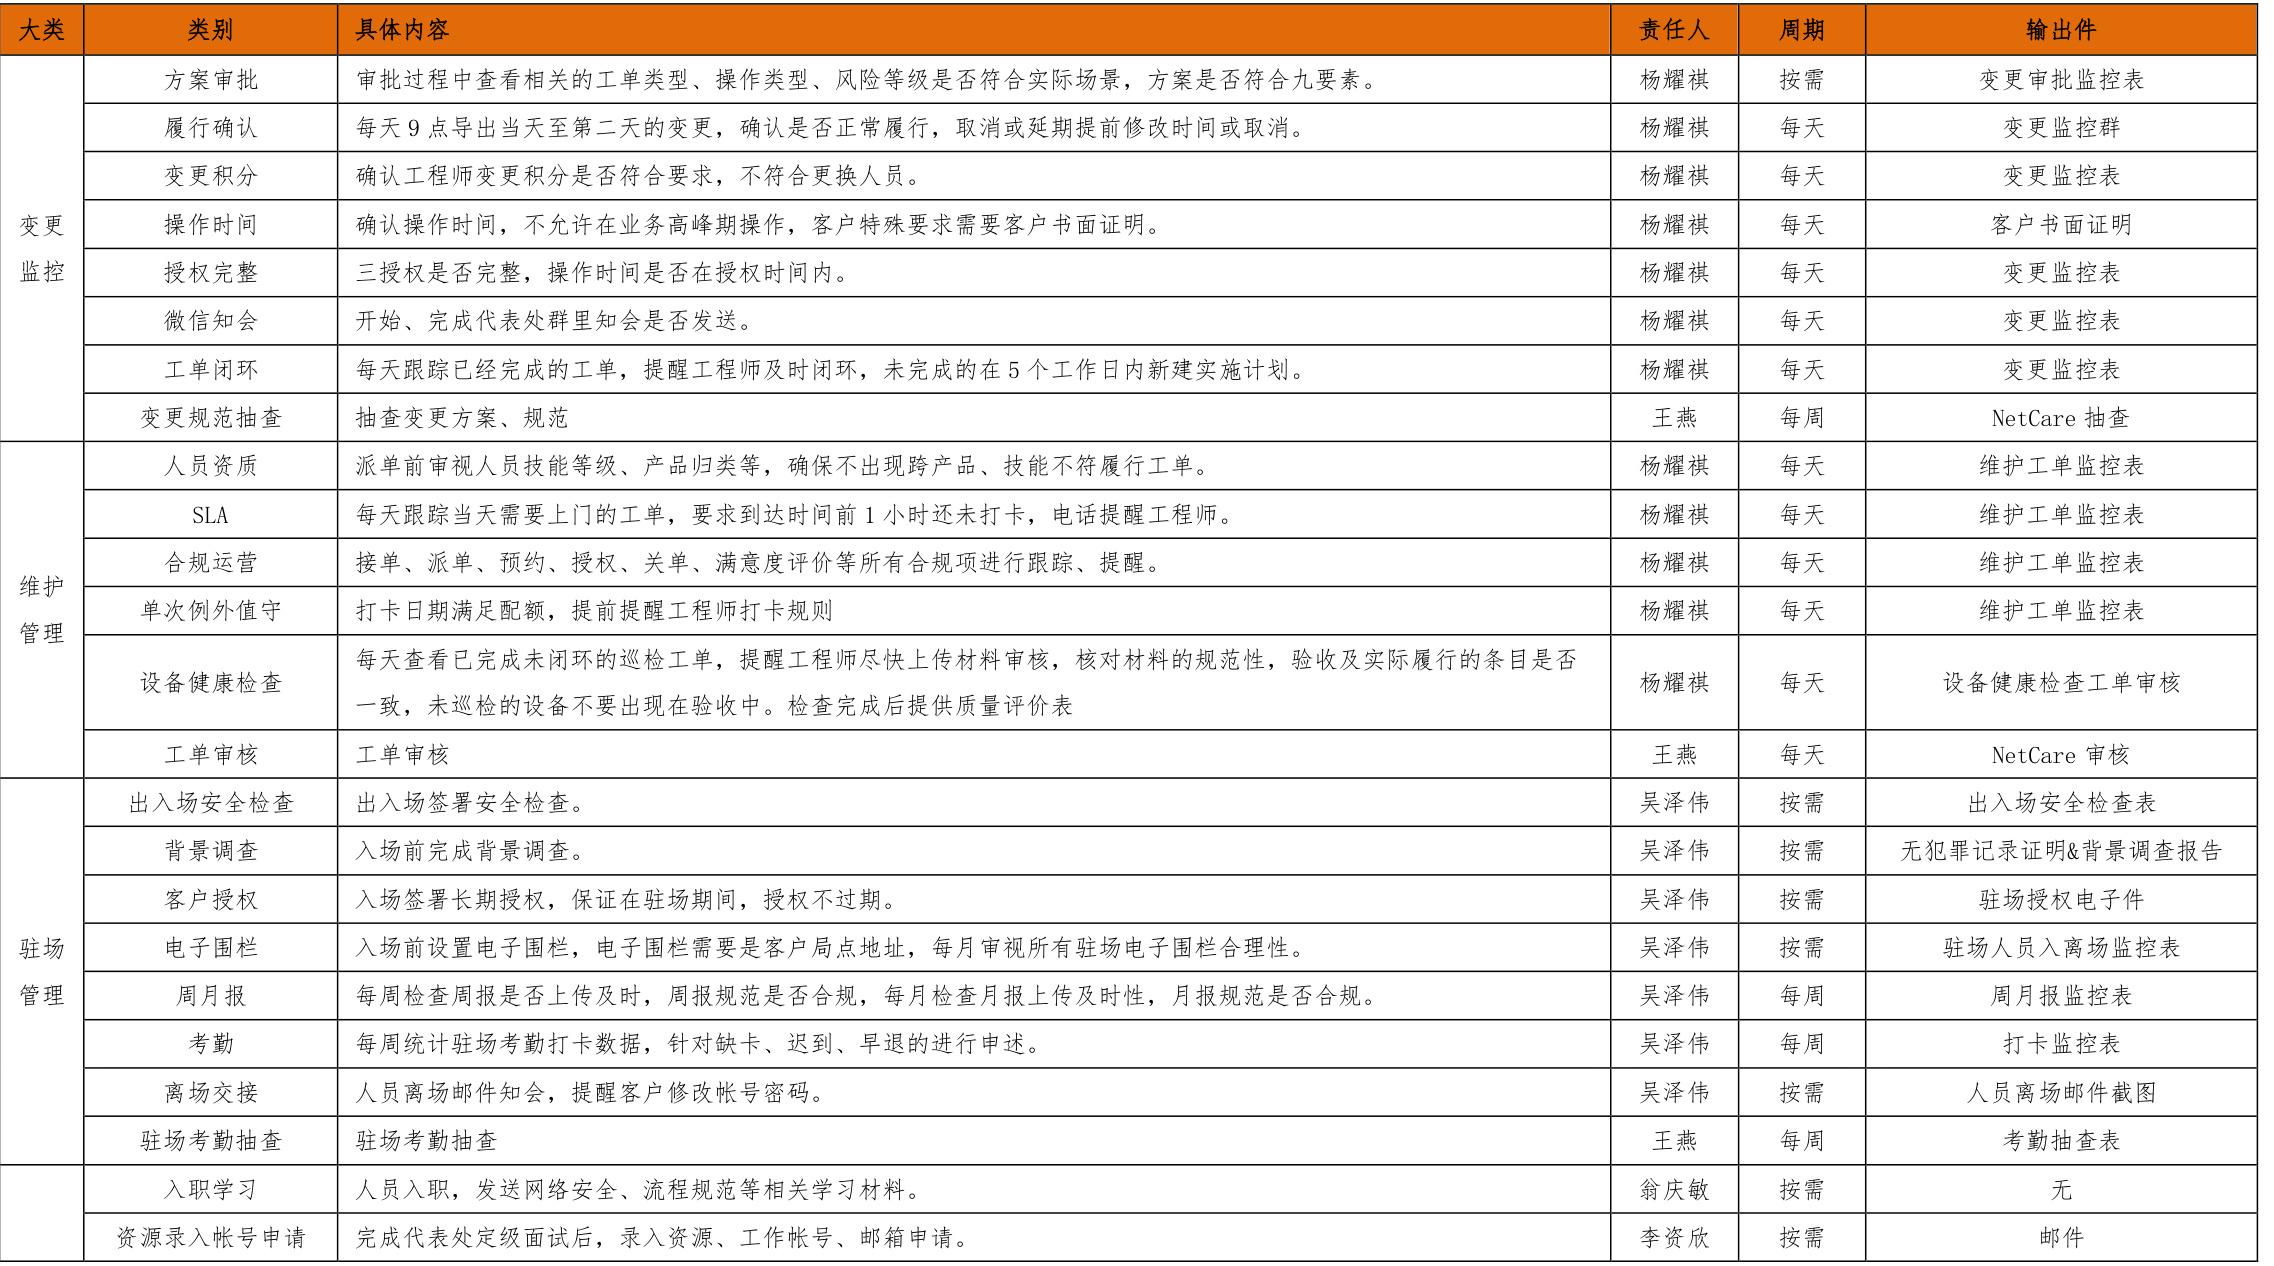 大类 类别 具体内容 责任人 周期 输出件
变更监控 方案审批 审批过程中查看相关的工单类型、操作类型、风险等级是否符合实际场景，方案是否符合九要素。 杨耀祺 按需 变更审批监控表
履行确认 每天 9 点导出当天至第二天的变更，确认是否正常履行，取消或延期提前修改时间或取消。 杨耀祺 每天 变更监控群
变更积分 确认工程师变更积分是否符合要求，不符合更换人员。 杨耀祺 每天 变更监控表
操作时间 确认操作时间，不允许在业务高峰期操作，客户特殊要求需要客户书面证明。 杨耀祺 每天 客户书面证明
授权完整 三授权是否完整，操作时间是否在授权时间内。 杨耀祺 每天 变更监控表
微信知会 开始、完成代表处群里知会是否发送。 杨耀祺 每天 变更监控表
工单闭环 每天跟踪已经完成的工单，提醒工程师及时闭环，未完成的在 5 个工作日内新建实施计划。 杨耀祺 每天 变更监控表
变更规范抽查 抽查变更方案、规范 王燕 每周 NetCare 抽查
维护管理 人员资质 派单前审视人员技能等级、产品归类等，确保不出现跨产品、技能不符履行工单。 杨耀祺 每天 维护工单监控表
SLA 每天跟踪当天需要上门的工单，要求到达时间前 1 小时还未打卡，电话提醒工程师。 杨耀祺 每天 维护工单监控表
合规运营 接单、派单、预约、授权、关单、满意度评价等所有合规项进行跟踪、提醒。 杨耀祺 每天 维护工单监控表
单次例外值守 打卡日期满足配额，提前提醒工程师打卡规则 杨耀祺 每天 维护工单监控表
设备健康检查 每天查看已完成未闭环的巡检工单，提醒工程师尽快上传材料审核，核对材料的规范性，验收及实际履行的条目是否
一致，未巡检的设备不要出现在验收中。检查完成后提供质量评价表 杨耀祺 每天 设备健康检查工单审核
工单审核 工单审核 王燕 每天 NetCare 审核
驻场管理 出入场安全检查 出入场签署安全检查。 吴泽伟 按需 出入场安全检查表
背景调查 入场前完成背景调查。 吴泽伟 按需 无犯罪记录证明&背景调查报告
客户授权 入场签署长期授权，保证在驻场期间，授权不过期。 吴泽伟 按需 驻场授权电子件
电子围栏 入场前设置电子围栏，电子围栏需要是客户局点地址，每月审视所有驻场电子围栏合理性。 吴泽伟 按需 驻场人员入离场监控表
周月报 每周检查周报是否上传及时，周报规范是否合规，每月检查月报上传及时性，月报规范是否合规。 吴泽伟 每周 周月报监控表
考勤 每周统计驻场考勤打卡数据，针对缺卡、迟到、早退的进行申述。 吴泽伟 每周 打卡监控表
离场交接 人员离场邮件知会，提醒客户修改帐号密码。 吴泽伟 按需 人员离场邮件截图
驻场考勤抽查 驻场考勤抽查 王燕 每周 考勤抽查表
入职学习 人员入职，发送网络安全、流程规范等相关学习材料。 翁庆敏 按需 无
资源录入帐号申请 完成代表处定级面试后，录入资源、工作帐号、邮箱申请。 李资欣 按需 邮件